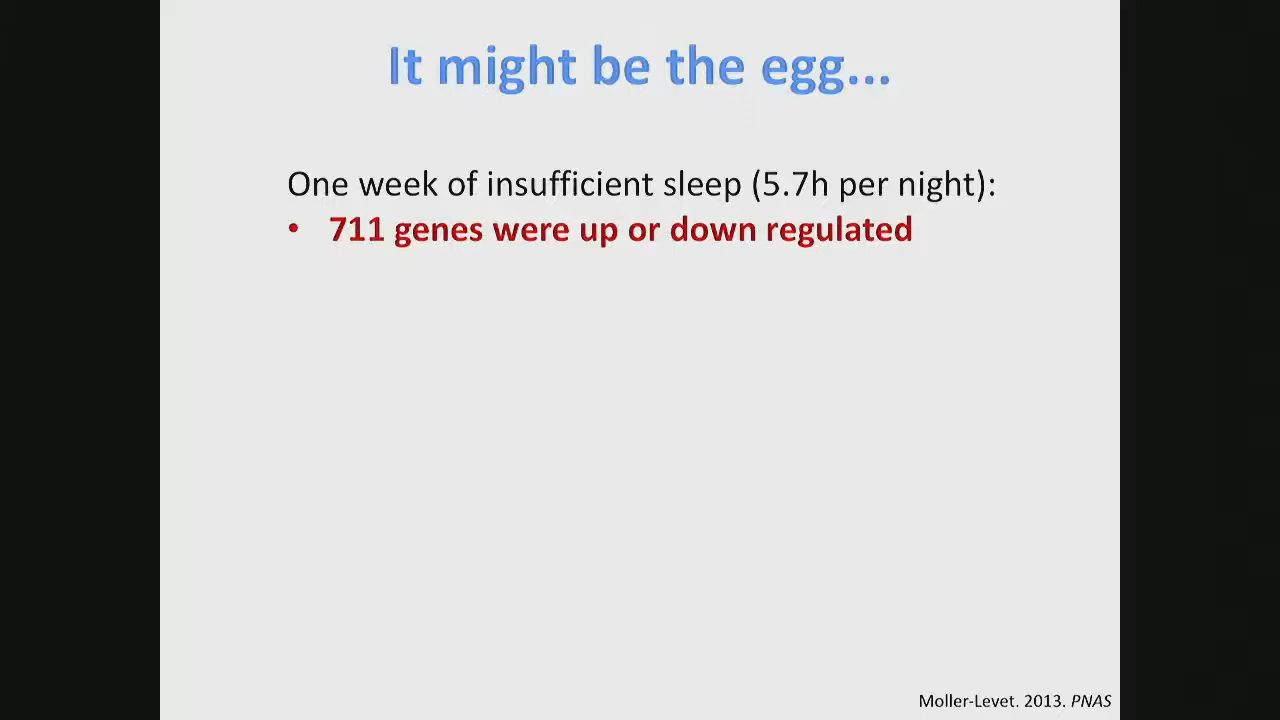 It might be the egg...
One week of insufficient sleep (5.7h per night):
• 711 genes were up or down regulated
Moller-Levet. 2013. PNAS